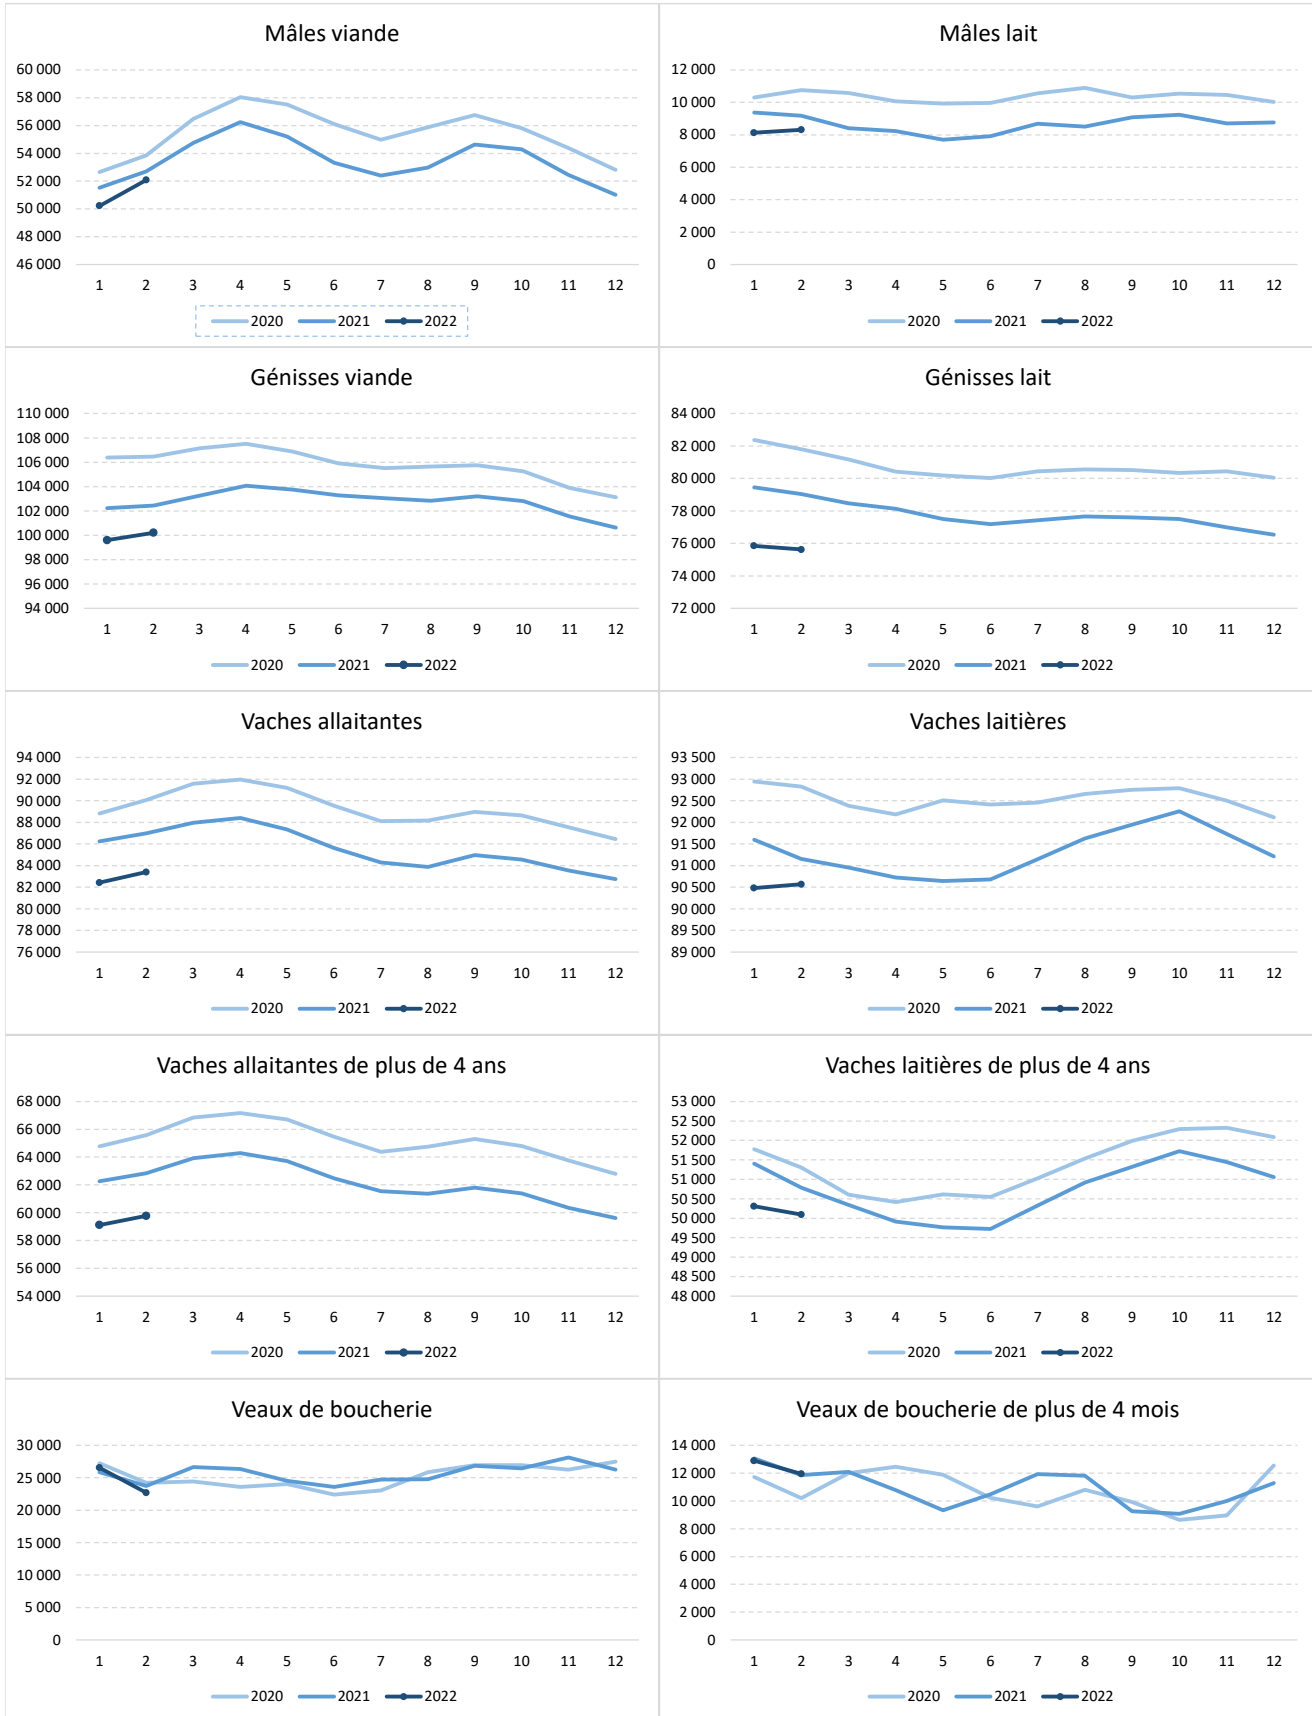 Mâles viande
60 000
58 000
56 000
54 000
52 000
50 000
48 000
46 000
1 2 3 4 5 6 7 8 9 10 11 12
2020 2021 2022
Mâles lait
12 000
10 000
8 000
6 000
4 000
2 000
0
1 2 3 4 5 6 7 8 9 10 11 12
2020 2021 2022
Génisses viande
110 000
108 000
106 000
104 000
102 000
100 000
98 000
96 000
94 000
1 2 3 4 5 6 7 8 9 10 11 12
2020 2021 2022
Génisses lait
84 000
82 000
80 000
78 000
76 000
74 000
72 000
1 2 3 4 5 6 7 8 9 10 11 12
2020 2021 2022
Vaches allaitantes
94 000
92 000
90 000
88 000
86 000
84 000
82 000
80 000
78 000
76 000
1 2 3 4 5 6 7 8 9 10 11 12
2020 2021 2022
Vaches laitières
93 500
93 000
92 500
92 000
91 500
91 000
90 500
90 000
89 500
89 000
1 2 3 4 5 6 7 8 9 10 11 12
2020 2021 2022
Vaches allaitantes de plus de 4 ans
68 000
66 000
64 000
62 000
60 000
58 000
56 000
54 000
1 2 3 4 5 6 7 8 9 10 11 12
2020 2021 2022
Vaches laitières de plus de 4 ans
53 000
52 500
52 000
51 500
51 000
50 500
50 000
49 500
49 000
48 500
48 000
1 2 3 4 5 6 7 8 9 10 11 12
2020 2021 2022
Veaux de boucherie
30 000
25 000
20 000
15 000
10 000
5 000
0
1 2 3 4 5 6 7 8 9 10 11 12
2020 2021 2022
Veaux de boucherie de plus de 4 mois
14 000
12 000
10 000
8 000
6 000
4 000
2 000
0
1 2 3 4 5 6 7 8 9 10 11 12
2020 2021 2022